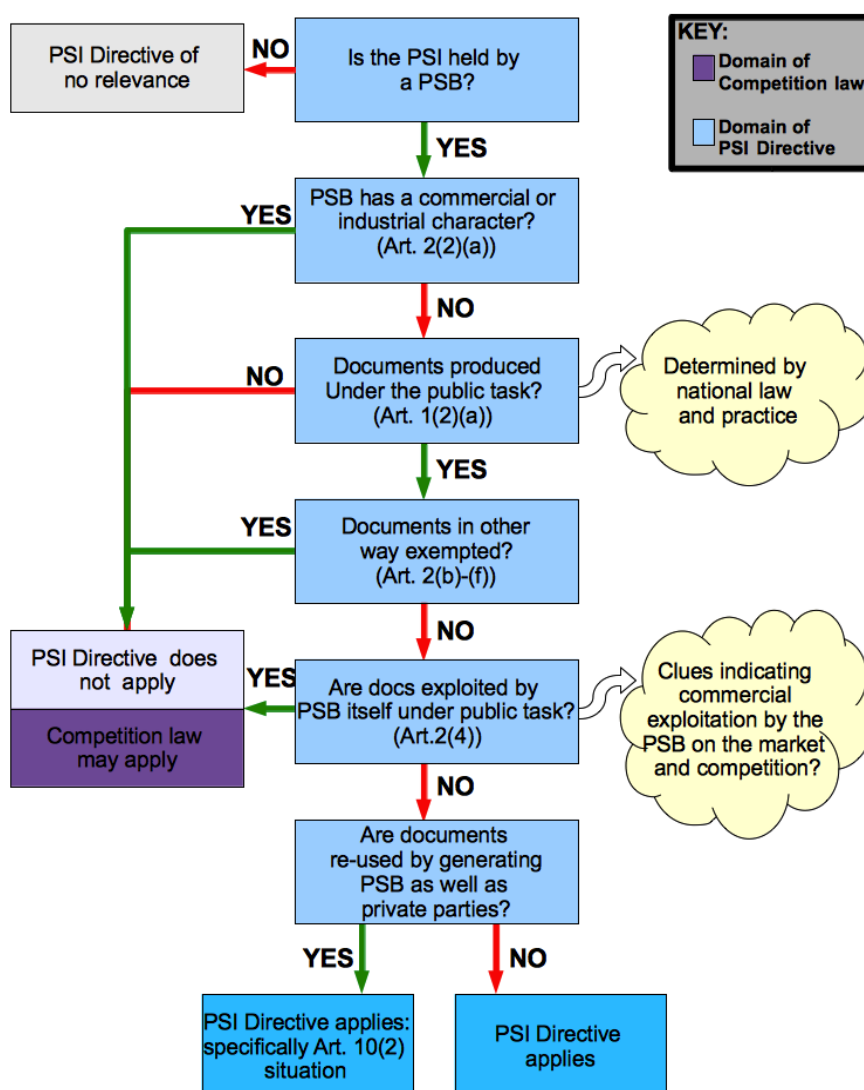 PSI Directive of
no relevance
NO
Is the PSI held by
a PSB?
KEY:
Domain of
Competition law
Domain of
PSI Directive
YES
YES
PSB has a commercial or
industrial character?
(Art. 2(2)(a))
NO
NO
Documents produced
Under the public task?
(Art. 1(2)(a))
Determined by
national law
and practice
YES
YES
Documents in other
way exempted?
(Art. 2(b)-(f))
NO
PSI Directive does
not apply
Competition law
may apply
YES
Are docs exploited by
PSB itself under public task?
(Art.2(4))
Clues indicating
commercial
exploitation by the
PSB on the market
and competition?
NO
Are documents
re-used by generating
PSB as well as
private parties?
YES
NO
PSI Directive applies:
specifically Art. 10(2)
situation
PSI Directive
applies